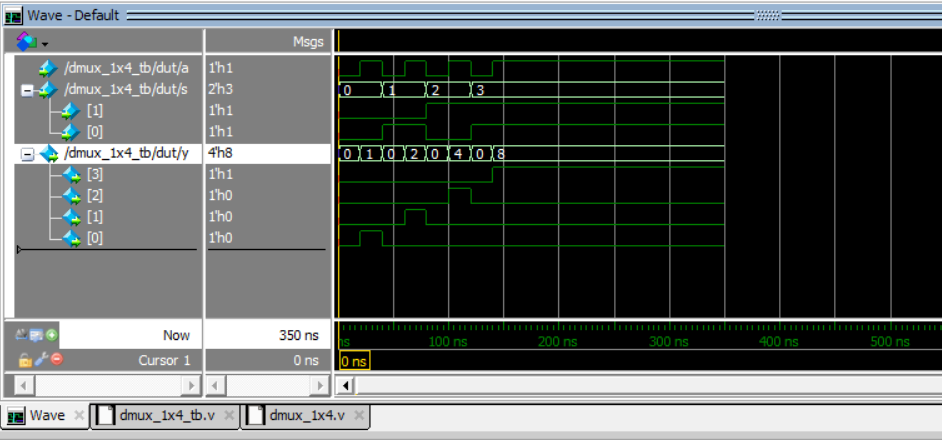 Wave - Default
Msgs
/dmux_1x4_tb/dut/a 1'h1
/dmux_1x4_tb/dut/s 2'h3 0 1 2 3
[1] 1'h1
[0] 1'h1
/dmux_1x4_tb/dut/y 4'h8 0 1 0 2 0 4 0 8
[3] 1'h1
[2] 1'h0
[1] 1'h0
[0] 1'h0
Now 350 ns ns 100 ns 200 ns 300 ns 400 ns 500 ns
Cursor 1 0 ns 0 ns
Wave dmux_1x4_tb.v dmux_1x4.v